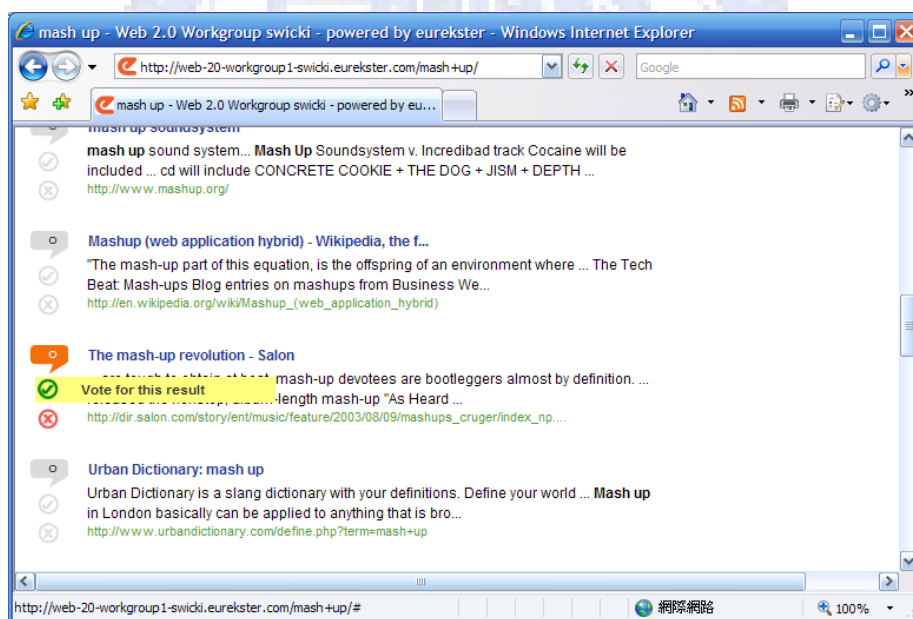 mash up - Web 2.0 Workgroup swicki - powered by eurekster - Windows Internet Explorer
http://web-20-workgroup1-swicki.eurekster.com/mash+up/
Google
mash up - Web 2.0 Workgroup swicki - powered by eu...
mash up soundsystem
mash up sound system... Mash Up Soundsystem v. Incredibad track Cocaine will be
included ... cd will include CONCRETE COOKIE + THE DOG + JISM + DEPTH ...
http://www.mashup.org/
0
Mashup (web application hybrid) - Wikipedia, the f...
"The mash-up part of this equation, is the offspring of an environment where ... The Tech
Beat: Mash-ups Blog entries on mashups from Business We...
http://en.wikipedia.org/wiki/Mashup_(web_application_hybrid)
0
The mash-up revolution - Salon
mash-up devotees are bootleggers almost by definition. ...
Vote for this result
-length mash-up "As Heard ...
http://dir.salon.com/story/ent/music/feature/2003/08/09/mashups_cruger/index_np....
0
Urban Dictionary: mash up
Urban Dictionary is a slang dictionary with your definitions. Define your world ... Mash up
in London basically can be applied to anything that is bro...
http://www.urbandictionary.com/define.php?term=mash+up
http://web-20-workgroup1-swicki.eurekster.com/mash+up/#
網際網路
100%